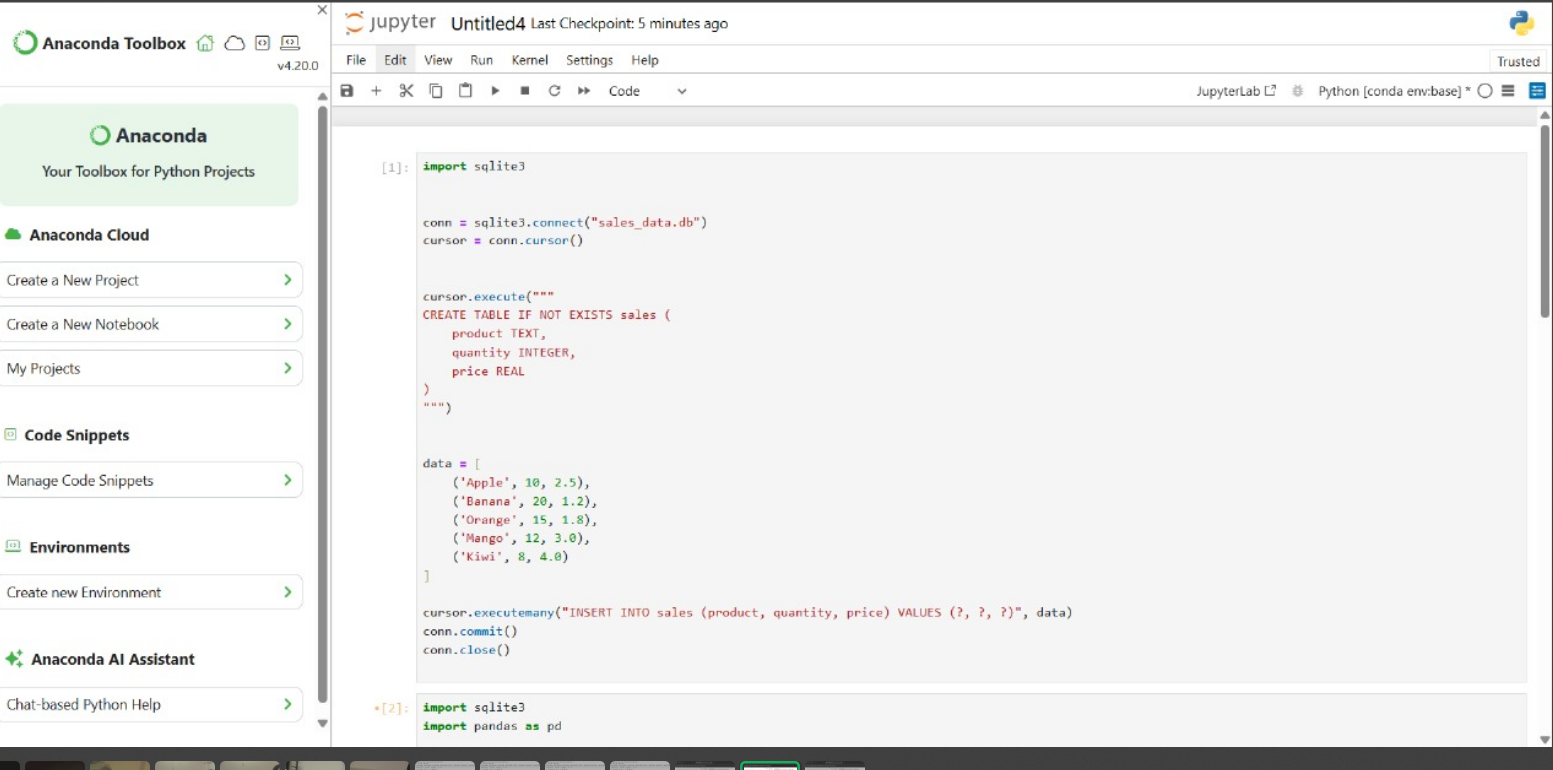 Anaconda Toolbox
v4.20.0
Anaconda
Your Toolbox for Python Projects
Anaconda Cloud
Create a New Project
Create a New Notebook
My Projects
Code Snippets
Manage Code Snippets
Environments
Create new Environment
Anaconda AI Assistant
Chat-based Python Help
jupyter Untitled4 Last Checkpoint: 5 minutes ago
File Edit View Run Kernel Settings Help
Trusted
Code
JupyterLab
Python [conda env:base] *
[1]:
import sqlite3
conn = sqlite3.connect("sales_data.db")
cursor = conn.cursor()
cursor.execute("""
CREATE TABLE IF NOT EXISTS sales (
    product TEXT,
    quantity INTEGER,
    price REAL
)
""")
data = [
    ('Apple', 10, 2.5),
    ('Banana', 20, 1.2),
    ('Orange', 15, 1.8),
    ('Mango', 12, 3.0),
    ('Kiwi', 8, 4.0)
]
cursor.executemany("INSERT INTO sales (product, quantity, price) VALUES (?, ?, ?)", data)
conn.commit()
conn.close()
•[2]:
import sqlite3
import pandas as pd